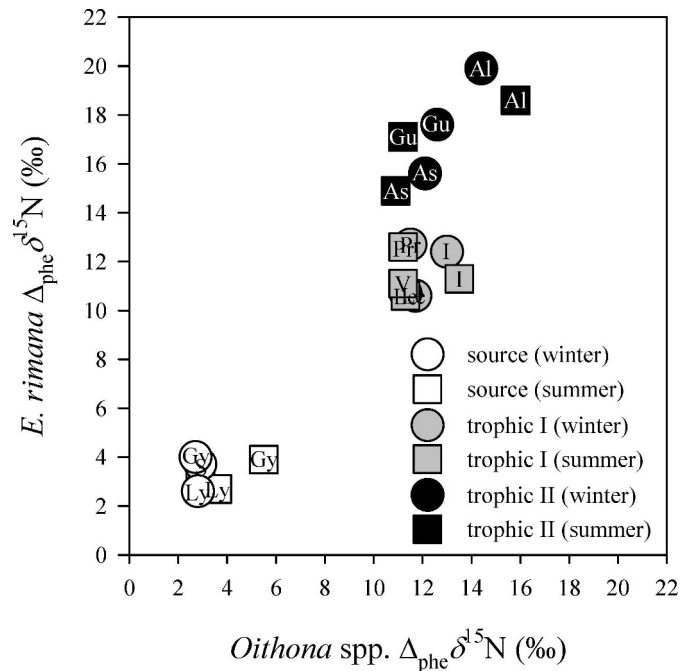 22
20
18
16
14
12
10
8
6
4
2
0
E. rimana Δphe δ15N (‰)
Al
Al
Gu
Gu
As
As
Pr
Pr
I
I
V
Gy
Gy
Ly
Ly
source (winter)
source (summer)
trophic I (winter)
trophic I (summer)
trophic II (winter)
trophic II (summer)
0 2 4 6 8 10 12 14 16 18 20 22
Oithona spp. Δphe δ15N (‰)